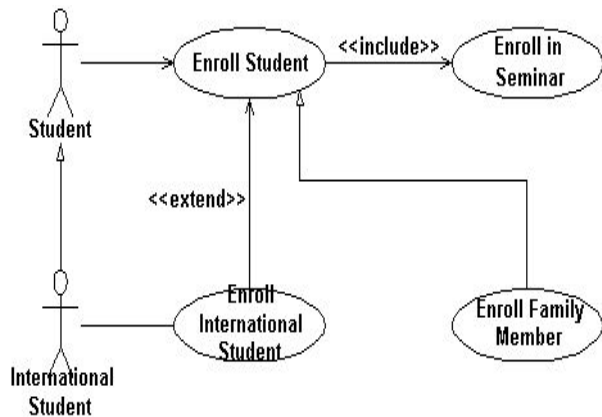 Student
Enroll Student
<<include>>
Enroll in
Seminar
<<extend>>
International
Student
Enroll
International
Student
Enroll Family
Member